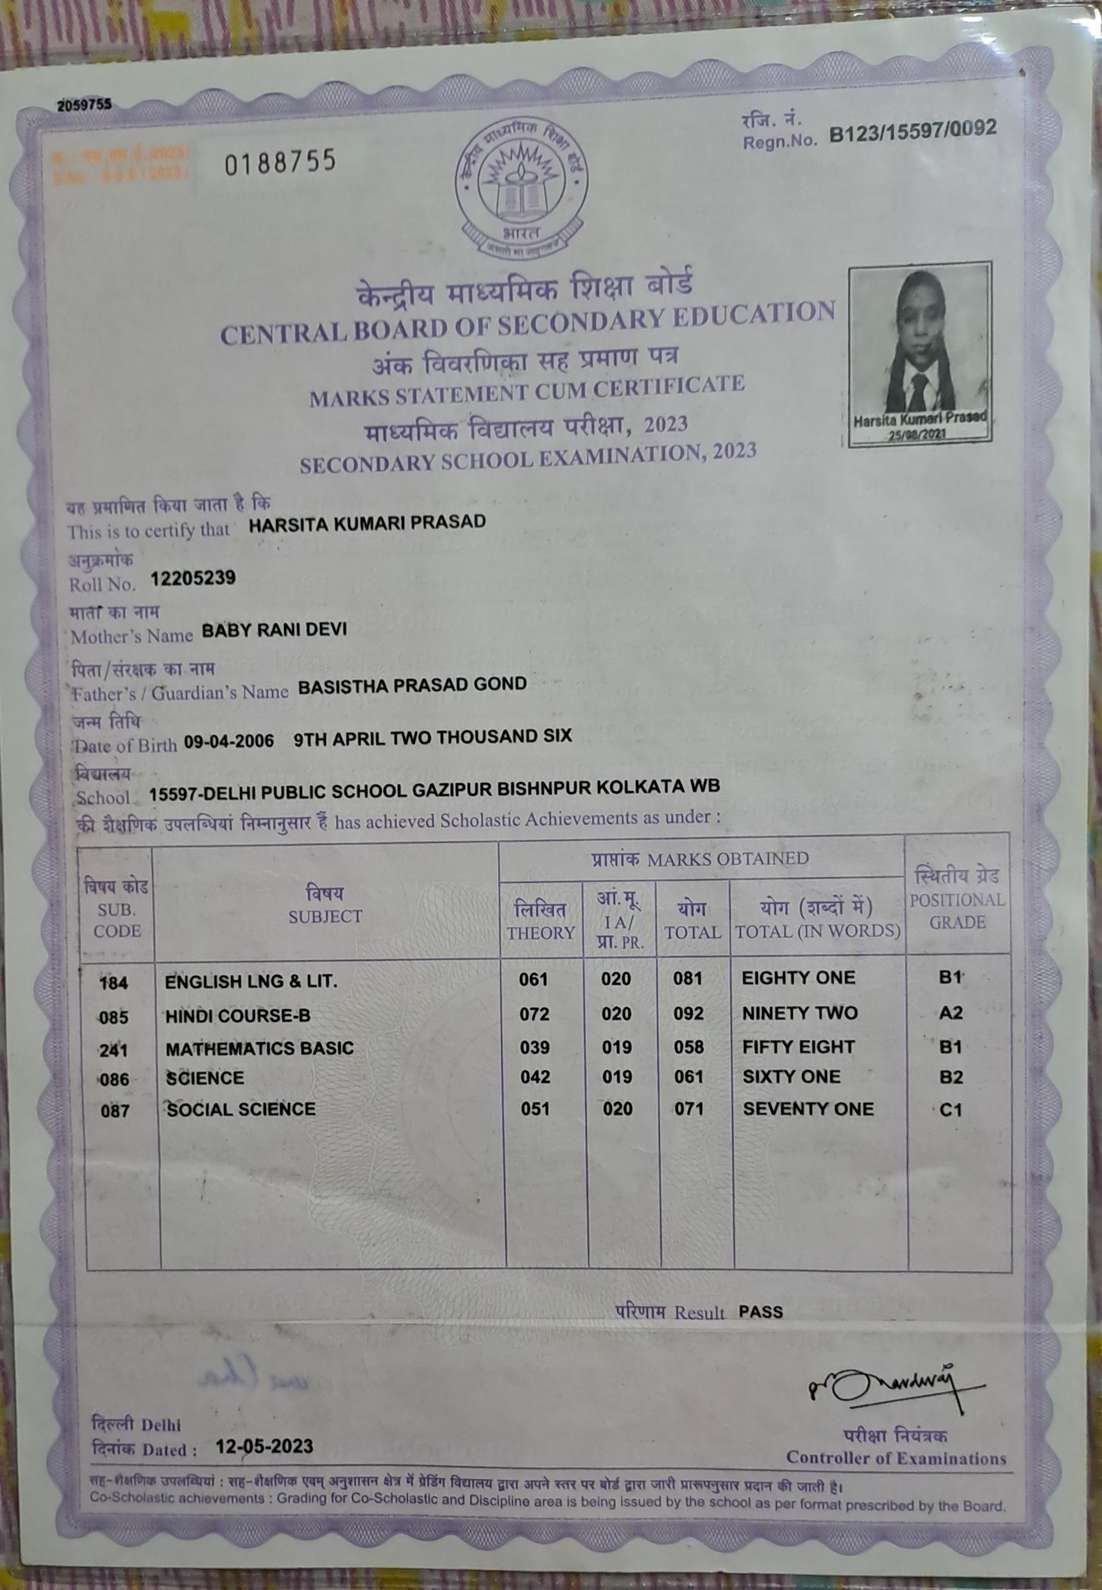 2059755
0188755
रजि. नं.
Regn.No. B123/15597/0092
केन्द्रीय माध्यमिक शिक्षा बोर्ड
भारत
केन्द्रीय माध्यमिक शिक्षा बोर्ड
CENTRAL BOARD OF SECONDARY EDUCATION
अंक विवरणिका सह प्रमाण पत्र
MARKS STATEMENT CUM CERTIFICATE
माध्यमिक विद्यालय परीक्षा, 2023
SECONDARY SCHOOL EXAMINATION, 2023
Harsita Kumari Prasad
25/08/2021
यह प्रमाणित किया जाता है कि
This is to certify that HARSITA KUMARI PRASAD
अनुक्रमांक
Roll No. 12205239
माता का नाम
Mother's Name BABY RANI DEVI
पिता/संरक्षक का नाम
Father's / Guardian's Name BASISTHA PRASAD GOND
जन्म तिथि
Date of Birth 09-04-2006 9TH APRIL TWO THOUSAND SIX
विद्यालय
School 15597-DELHI PUBLIC SCHOOL GAZIPUR BISHNPUR KOLKATA WB
की शैक्षणिक उपलब्धियां निम्नानुसार हैं has achieved Scholastic Achievements as under :
विषय कोड
SUB.
CODE
विषय
SUBJECT
प्राप्तांक MARKS OBTAINED
लिखित
THEORY
आं. मू.
I A/
प्रा. PR.
योग
TOTAL
योग (शब्दों में)
TOTAL (IN WORDS)
स्थितीय ग्रेड
POSITIONAL
GRADE
184 ENGLISH LNG & LIT. 061 020 081 EIGHTY ONE B1
085 HINDI COURSE-B 072 020 092 NINETY TWO A2
241 MATHEMATICS BASIC 039 019 058 FIFTY EIGHT B1
086 SCIENCE 042 019 061 SIXTY ONE B2
087 SOCIAL SCIENCE 051 020 071 SEVENTY ONE C1
परिणाम Result PASS
दिल्ली Delhi
दिनांक Dated : 12-05-2023
परीक्षा नियंत्रक
Controller of Examinations
सह-शैक्षणिक उपलब्धियां : सह-शैक्षणिक एवम् अनुशासन क्षेत्र में ग्रेडिंग विद्यालय द्वारा अपने स्तर पर बोर्ड द्वारा जारी प्रारूपनुसार प्रदान की जाती है।
Co-Scholastic achievements : Grading for Co-Scholastic and Discipline area is being issued by the school as per format prescribed by the Board.